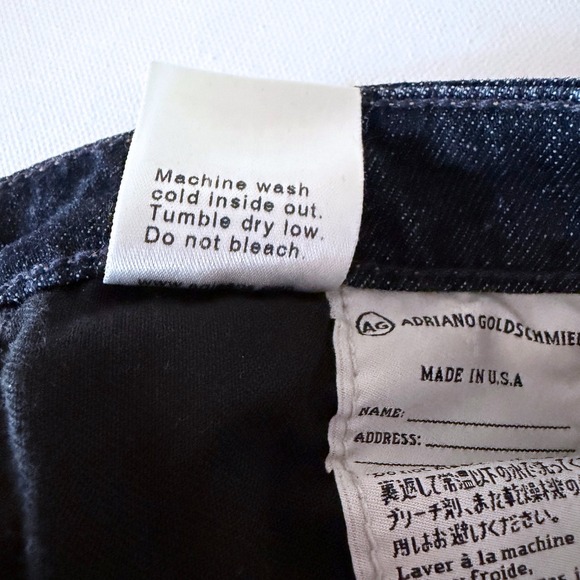 Machine wash
cold inside out.
Tumble dry low.
Do not bleach.
AG ADRIANO GOLDSCHMIED
MADE IN U.S.A
NAME:
ADDRESS:
裏返して常温以下の水で洗ってく
ブリーチ剤、また乾燥機の
用はお避けください。
Laver à la machine
froide,